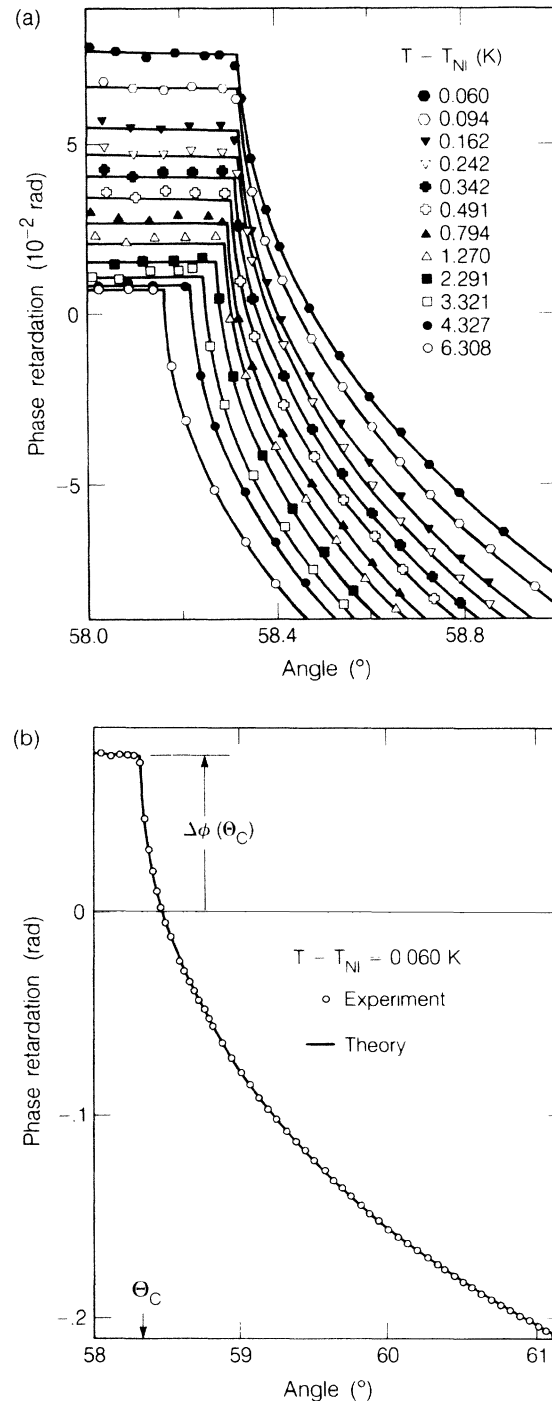 (a)
T − T_NI (K)
0.060
0.094
0.162
0.242
0.342
0.491
0.794
1.270
2.291
3.321
4.327
6.308
Phase retardation (10⁻² rad)
5
0
−5
58.0
58.4
58.8
Angle (°)
(b)
Δϕ (Θ_C)
T − T_NI = 0 060 K
Experiment
Theory
Phase retardation (rad)
0
−.1
−.2
Θ_C
58
59
60
61
Angle (°)